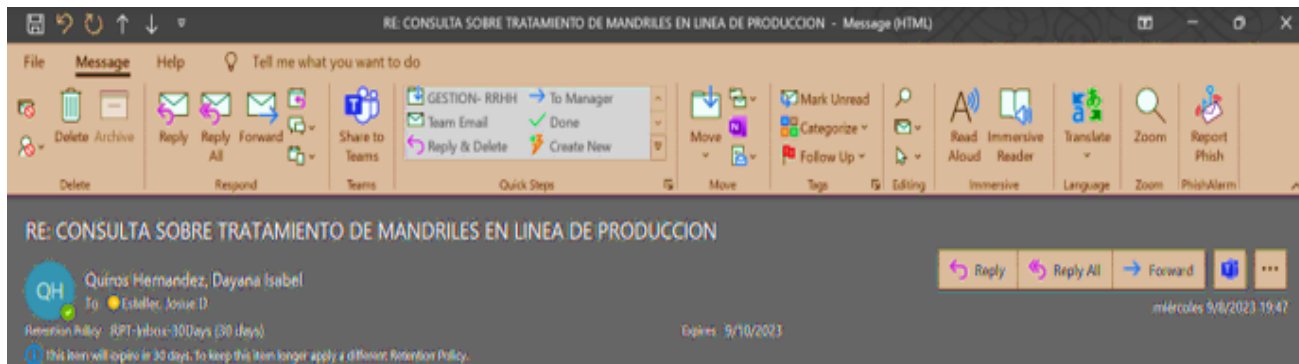 RE: CONSULTA SOBRE TRATAMIENTO DE MANDRILES EN LINEA DE PRODUCCION - Message (HTML)
File Message Help Tell me what you want to do
Delete Archive
Reply Reply All Forward
Share to Teams
GESTION- RRHH To Manager
Team Email Done
Reply & Delete Create New
Move
Mark Unread
Categorize
Follow Up
Read Aloud Immersive Reader
Translate
Zoom
Report Phish
Delete Respond Teams Quick Steps Move Tags Editing Immersive Language Zoom PhishAlarm
RE: CONSULTA SOBRE TRATAMIENTO DE MANDRILES EN LINEA DE PRODUCCION
QH
Quiros Hernandez, Dayana Isabel
To Esteller, Josue D
Reply Reply All Forward
miércoles 9/8/2023 19:47
Retention Policy RPT-Inbox-30Days (30 days)
Expires 9/10/2023
This item will expire in 30 days. To keep this item longer apply a different Retention Policy.